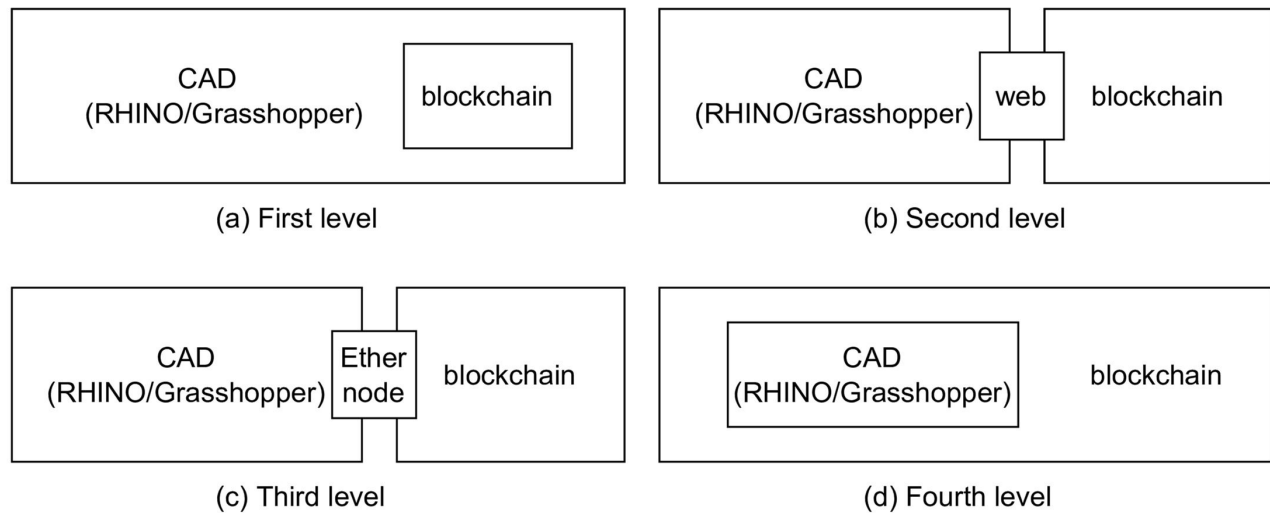 CAD
(RHINO/Grasshopper)
blockchain
(a) First level
CAD
(RHINO/Grasshopper)
web
blockchain
(b) Second level
CAD
(RHINO/Grasshopper)
Ether
node
blockchain
(c) Third level
CAD
(RHINO/Grasshopper)
blockchain
(d) Fourth level